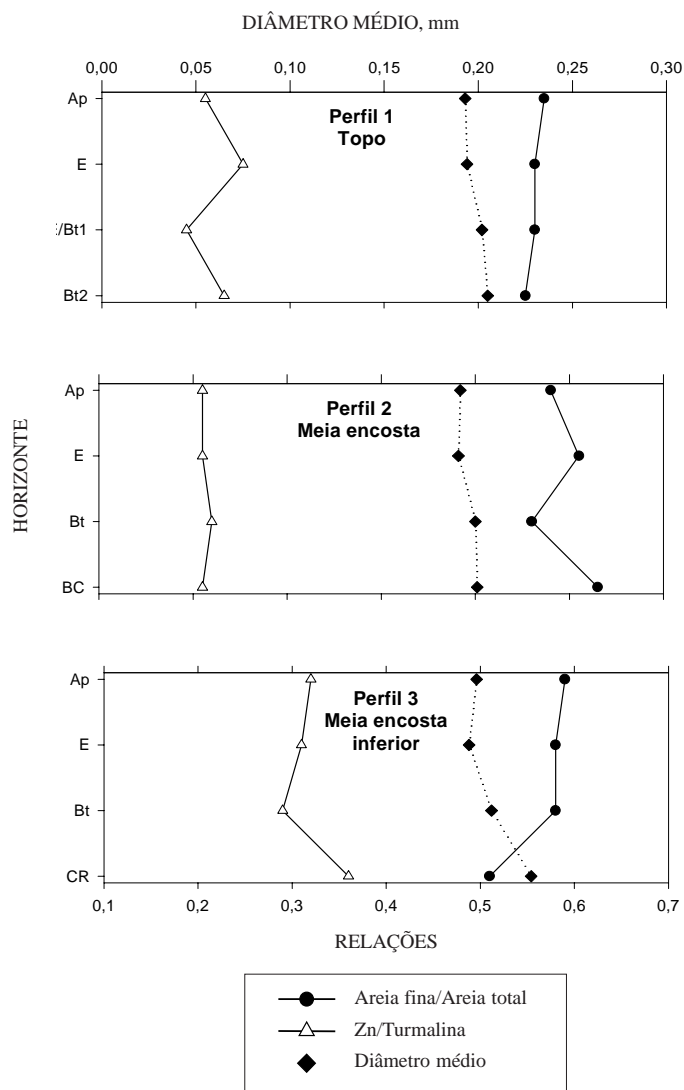 DIÂMETRO MÉDIO, mm
0,00 0,05 0,10 0,15 0,20 0,25 0,30
Ap
Perfil 1
Topo
E
/Bt1
Bt2
Ap
Perfil 2
Meia encosta
E
HORIZONTE
Bt
BC
Ap
Perfil 3
Meia encosta
inferior
E
Bt
CR
0,1 0,2 0,3 0,4 0,5 0,6 0,7
RELAÇÕES
Areia fina/Areia total
Zn/Turmalina
Diâmetro médio